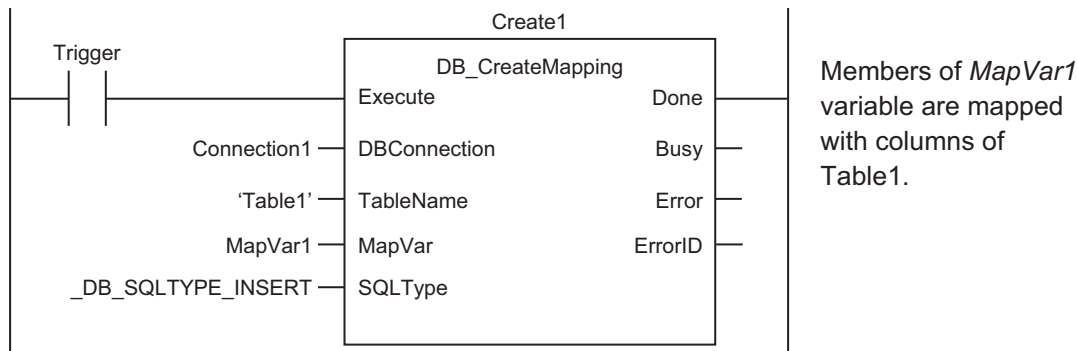 Create1
Trigger
DB_CreateMapping
Execute Done
Connection1 DBConnection Busy
‘Table1’ TableName Error
MapVar1 MapVar ErrorID
_DB_SQLTYPE_INSERT SQLType
Members of MapVar1
variable are mapped
with columns of
Table1.